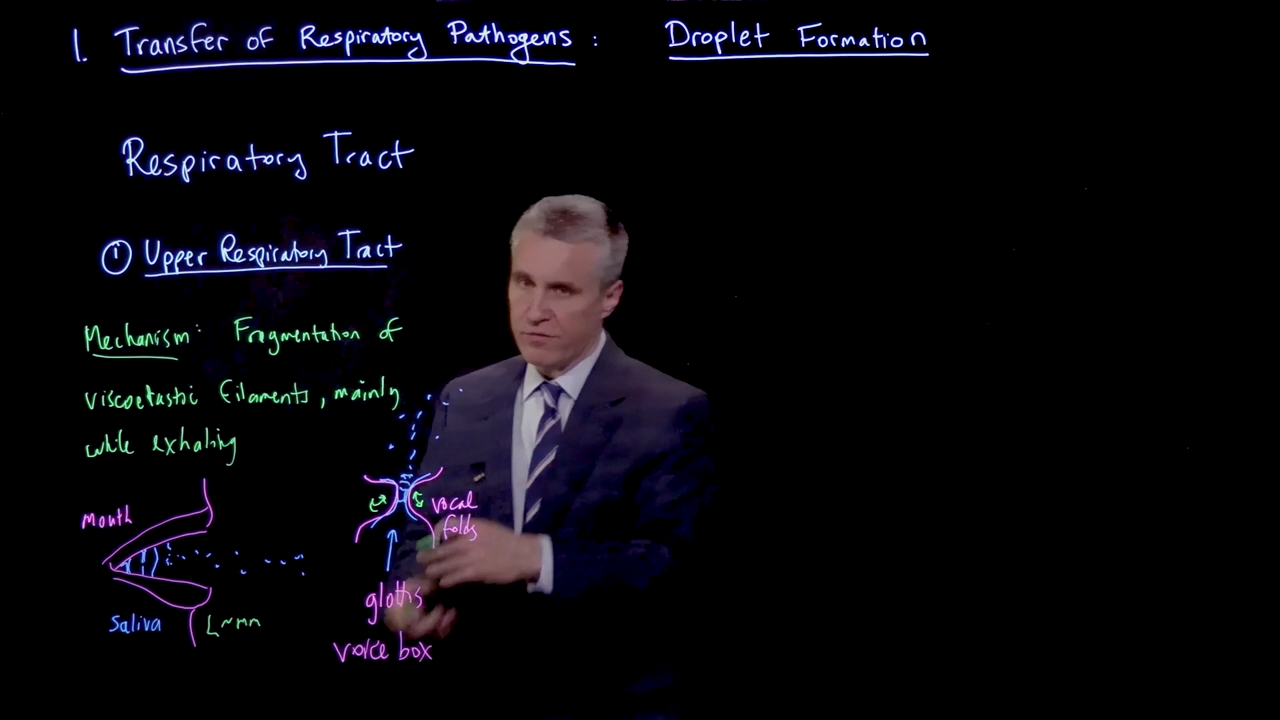 1. Transfer of Respiratory Pathogens : Droplet Formation
Respiratory Tract
① Upper Respiratory Tract
Mechanism: Fragmentation of
viscoelastic filaments, mainly
while exhaling
mouth
saliva
L~mm
vocal
folds
glottis
voice box